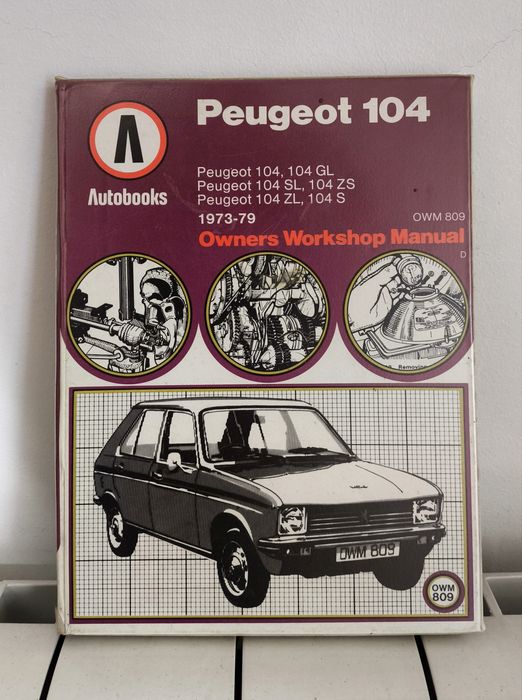 Peugeot 104
Autobooks
Peugeot 104, 104 GL
Peugeot 104 SL, 104 ZS
Peugeot 104 ZL, 104 S
1973-79
OWM 809
Owners Workshop Manual
D
Removing
OWM 809
OWM
809